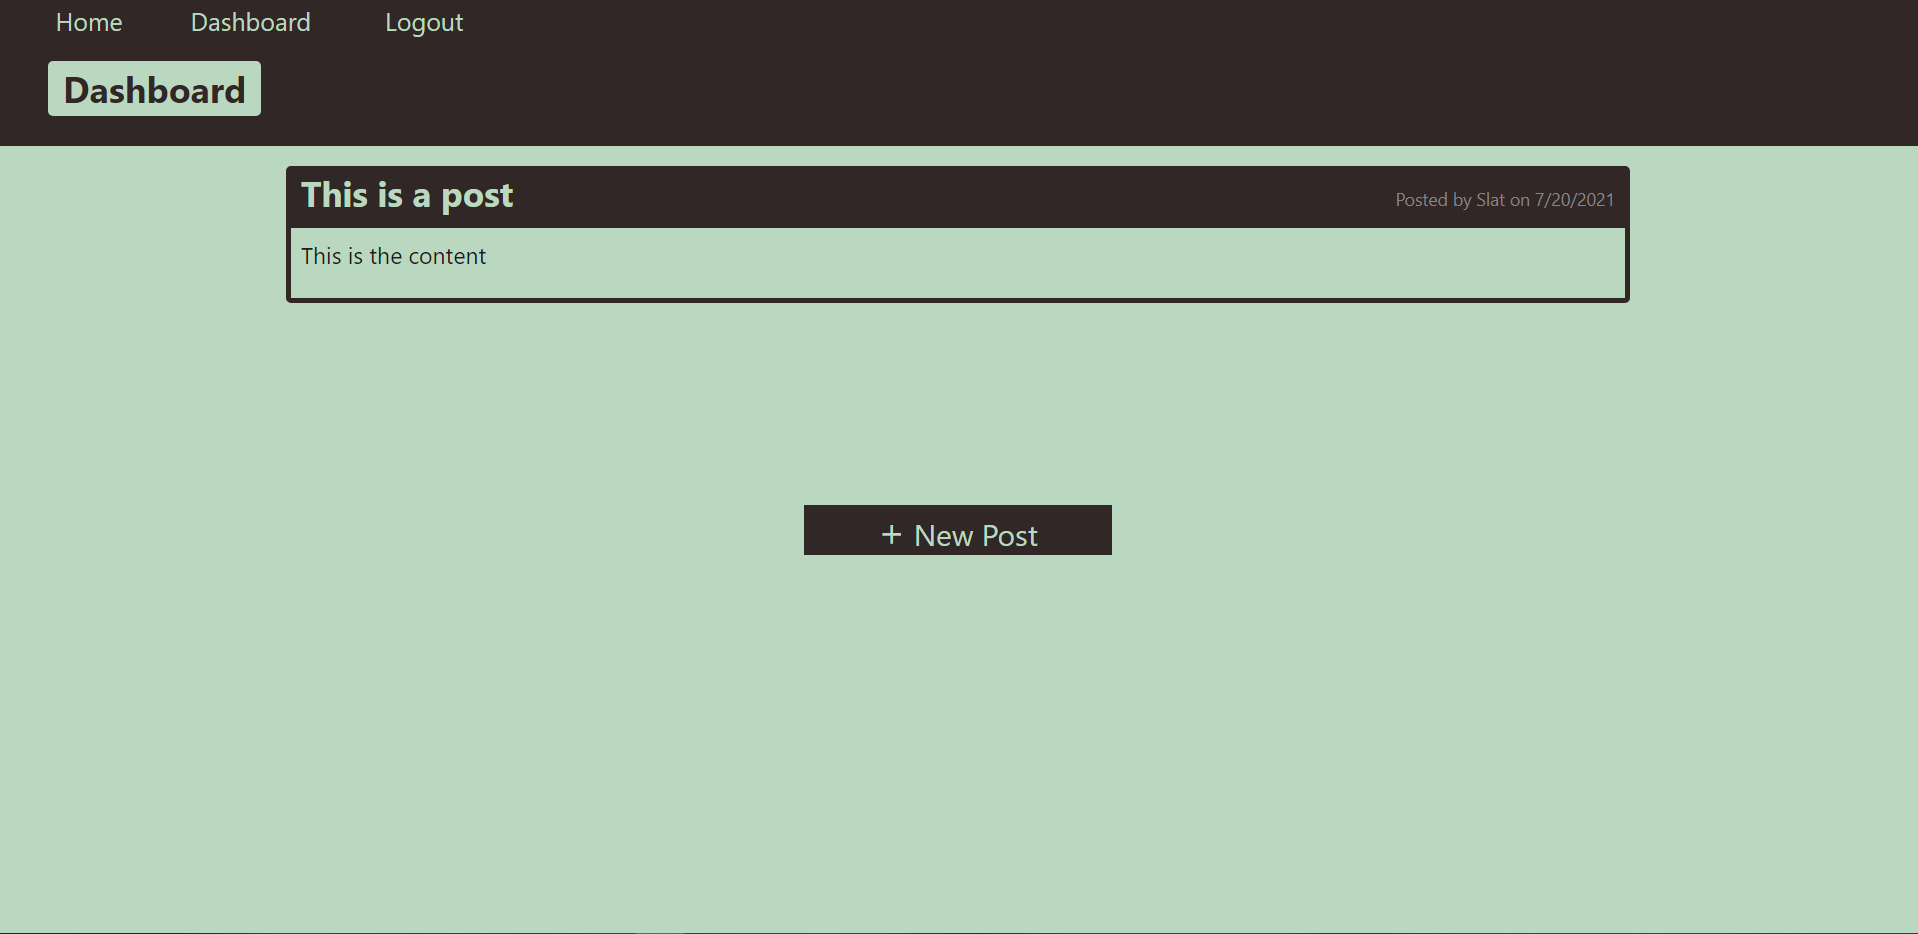 Home Dashboard Logout
Dashboard
This is a post Posted by Slat on 7/20/2021
This is the content
+ New Post